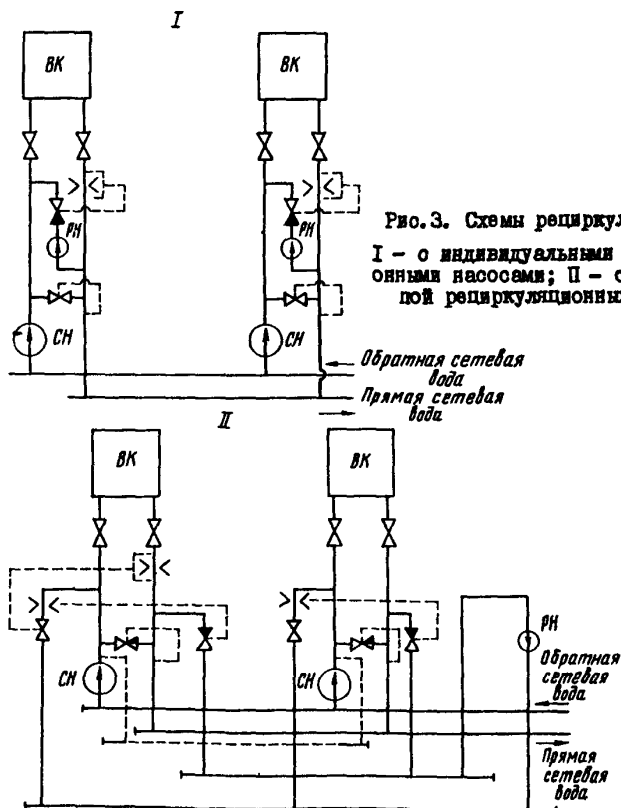 I
ВК
ВК
РН
РН
СН
СН
Рис.3. Схемы рециркул
I - с индивидуальными
онными насосами; II - с
пой рециркуляционных
Обратная сетевая
вода
Прямая сетевая
вода
II
ВК
ВК
РН
СН
СН
Обратная
сетевая
вода
Прямая
сетевая
вода